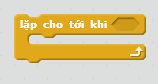 lặp cho tới khi